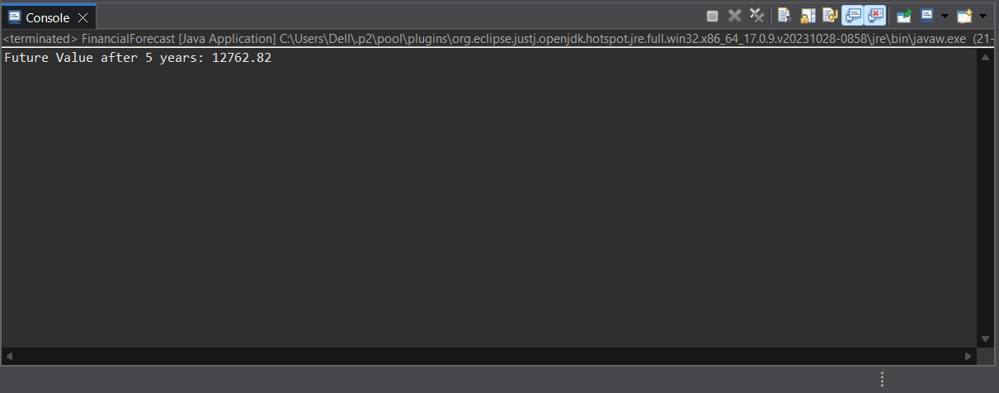 Console
<terminated> FinancialForecast [Java Application] C:\Users\Dell\.p2\pool\plugins\org.eclipse.justj.openjdk.hotspot.jre.full.win32.x86_64_17.0.9.v20231028-0858\jre\bin\javaw.exe (21-
Future Value after 5 years: 12762.82